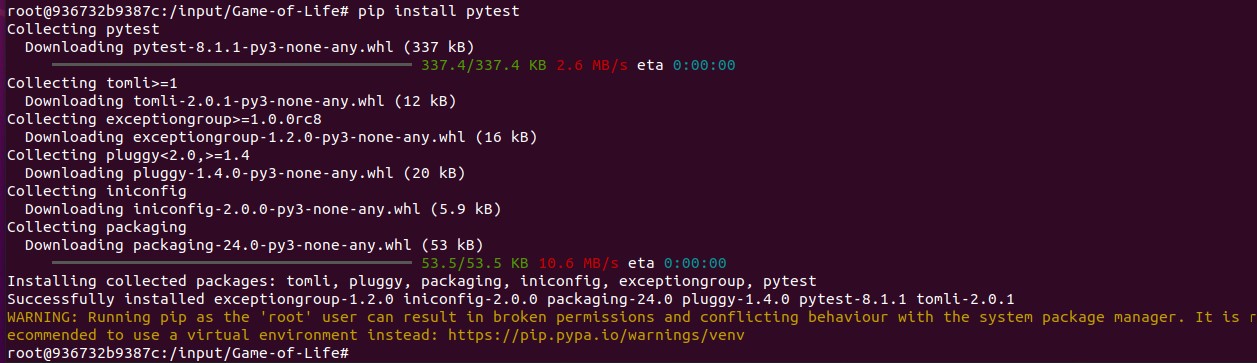 root@936732b9387c:/input/Game-of-Life# pip install pytest
Collecting pytest
  Downloading pytest-8.1.1-py3-none-any.whl (337 kB)
     337.4/337.4 KB 2.6 MB/s eta 0:00:00
Collecting tomli>=1
  Downloading tomli-2.0.1-py3-none-any.whl (12 kB)
Collecting exceptiongroup>=1.0.0rc8
  Downloading exceptiongroup-1.2.0-py3-none-any.whl (16 kB)
Collecting pluggy<2.0,>=1.4
  Downloading pluggy-1.4.0-py3-none-any.whl (20 kB)
Collecting iniconfig
  Downloading iniconfig-2.0.0-py3-none-any.whl (5.9 kB)
Collecting packaging
  Downloading packaging-24.0-py3-none-any.whl (53 kB)
     53.5/53.5 KB 10.6 MB/s eta 0:00:00
Installing collected packages: tomli, pluggy, packaging, iniconfig, exceptiongroup, pytest
Successfully installed exceptiongroup-1.2.0 iniconfig-2.0.0 packaging-24.0 pluggy-1.4.0 pytest-8.1.1 tomli-2.0.1
WARNING: Running pip as the 'root' user can result in broken permissions and conflicting behaviour with the system package manager. It is r
ecommended to use a virtual environment instead: https://pip.pypa.io/warnings/venv
root@936732b9387c:/input/Game-of-Life#